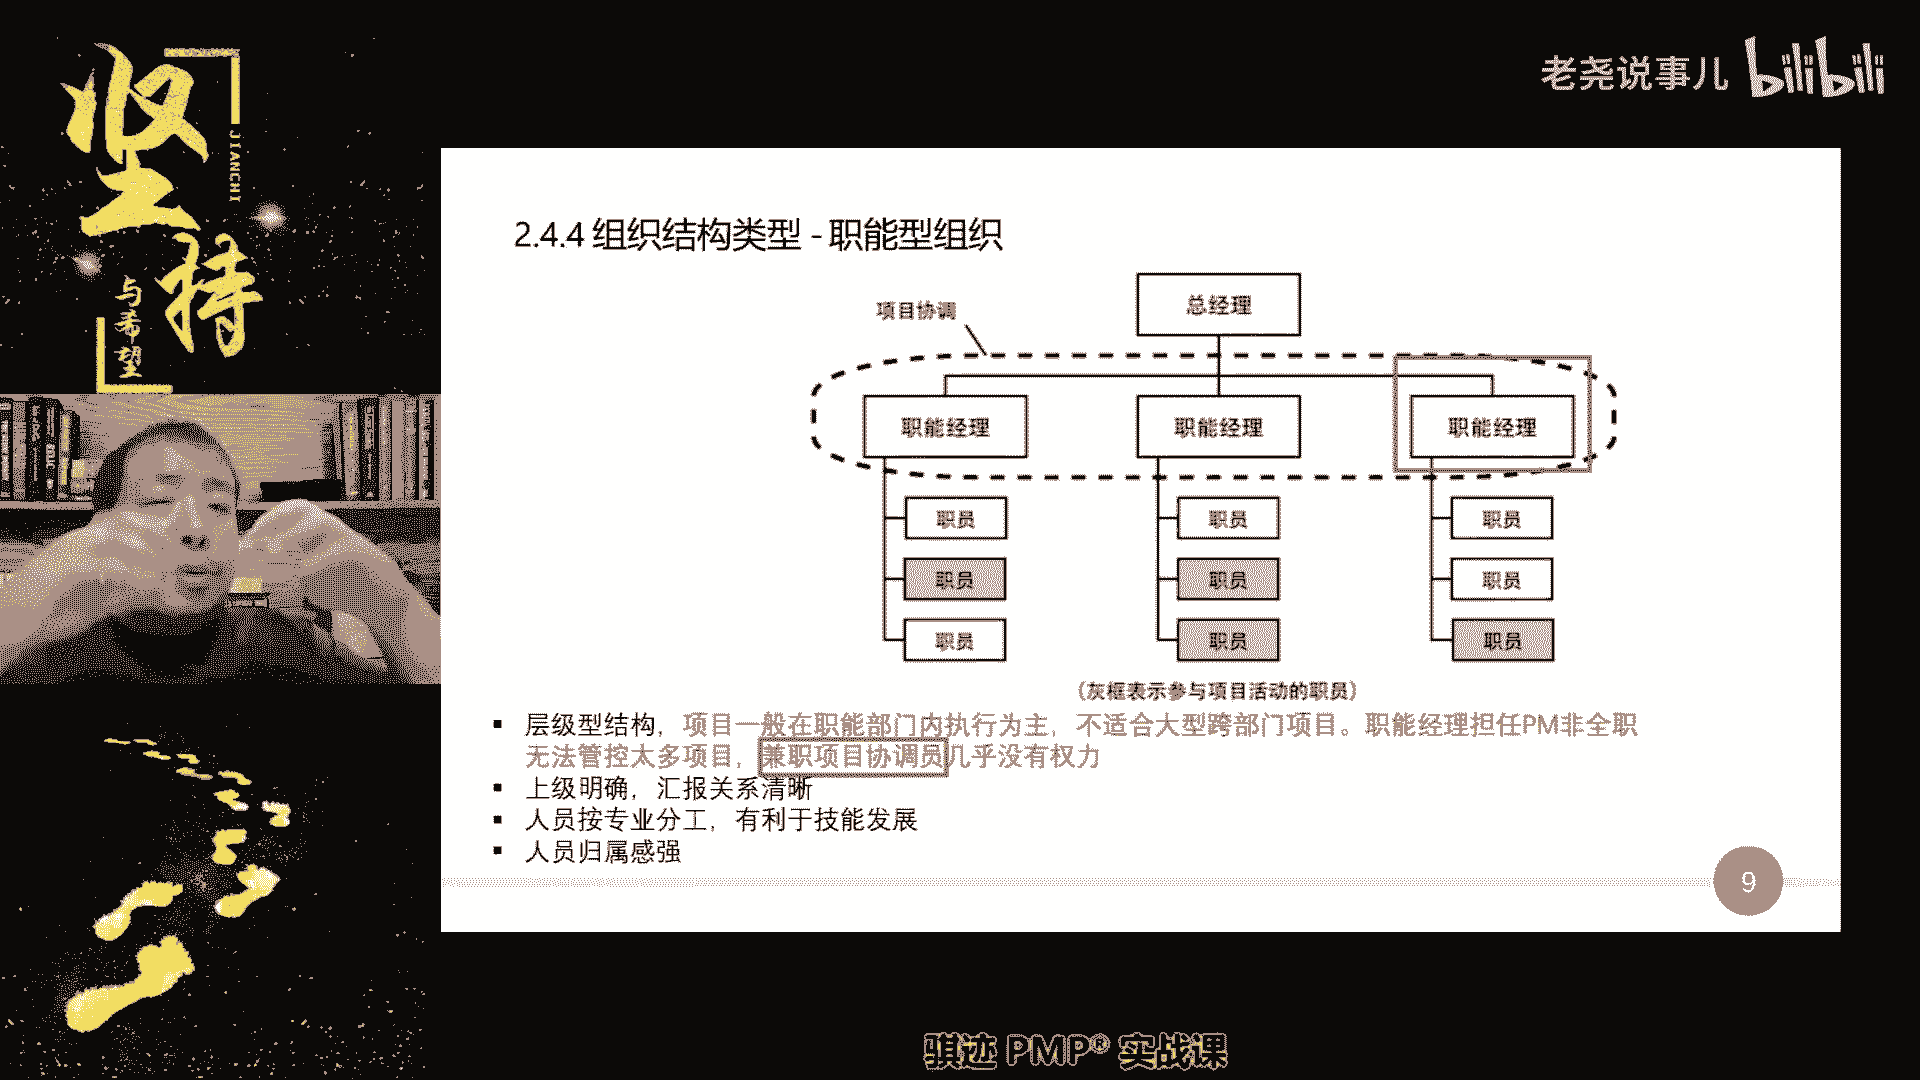 坚持
JIANCHI
与希望
老尧说事儿 bilibili
2.4.4 组织结构类型 - 职能型组织
项目协调
总经理
职能经理 职能经理 职能经理
职员 职员 职员
职员 职员 职员
职员 职员 职员
（灰框表示参与项目活动的职员）
▪ 层级型结构，项目一般在职能部门内执行为主，不适合大型跨部门项目。职能经理担任PM非全职
无法管控太多项目，兼职项目协调员几乎没有权力
▪ 上级明确，汇报关系清晰
▪ 人员按专业分工，有利于技能发展
▪ 人员归属感强
9
骐迹 PMP® 实战课